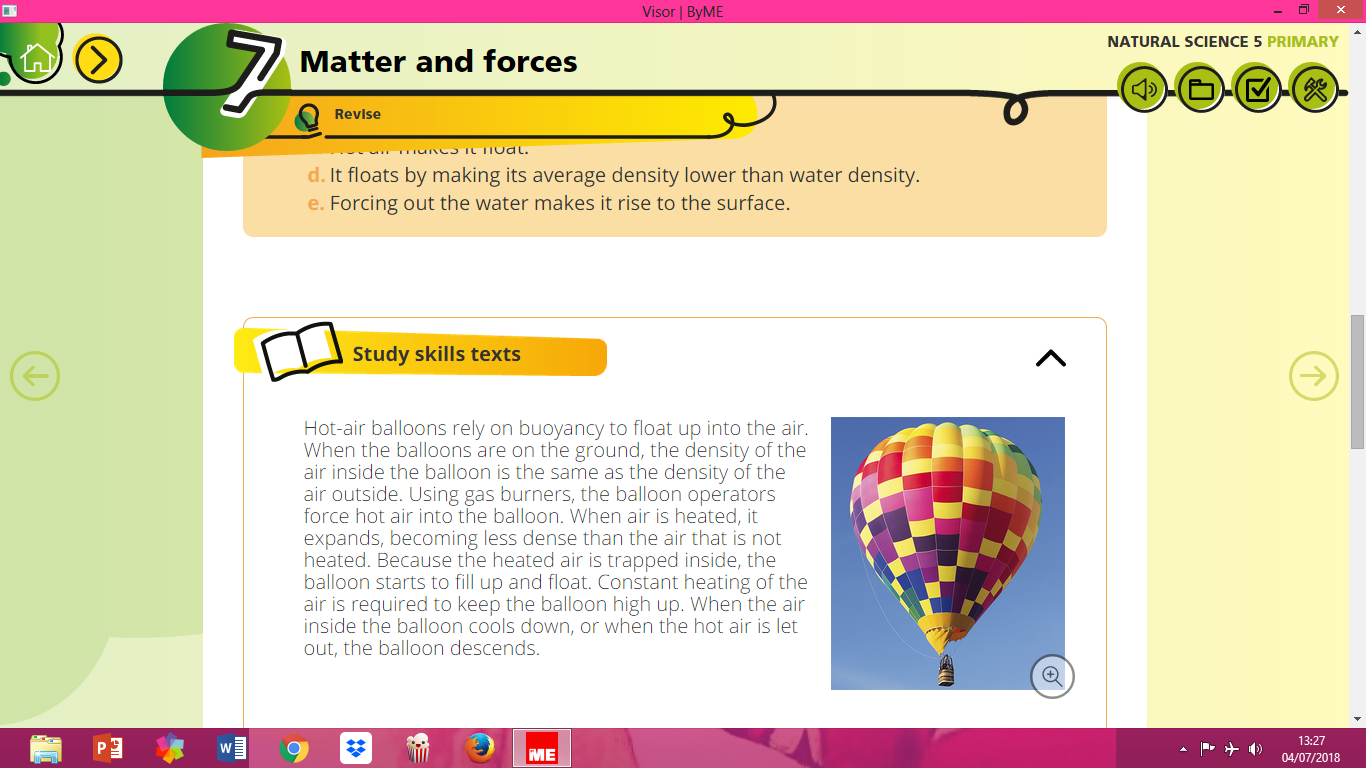 Visor | ByME
7
Matter and forces
NATURAL SCIENCE 5 PRIMARY
Revise
Hot air makes it float.
d. It floats by making its average density lower than water density.
e. Forcing out the water makes it rise to the surface.
Study skills texts
Hot-air balloons rely on buoyancy to float up into the air.
When the balloons are on the ground, the density of the
air inside the balloon is the same as the density of the
air outside. Using gas burners, the balloon operators
force hot air into the balloon. When air is heated, it
expands, becoming less dense than the air that is not
heated. Because the heated air is trapped inside, the
balloon starts to fill up and float. Constant heating of the
air is required to keep the balloon high up. When the air
inside the balloon cools down, or when the hot air is let
out, the balloon descends.
ME
13:27
04/07/2018